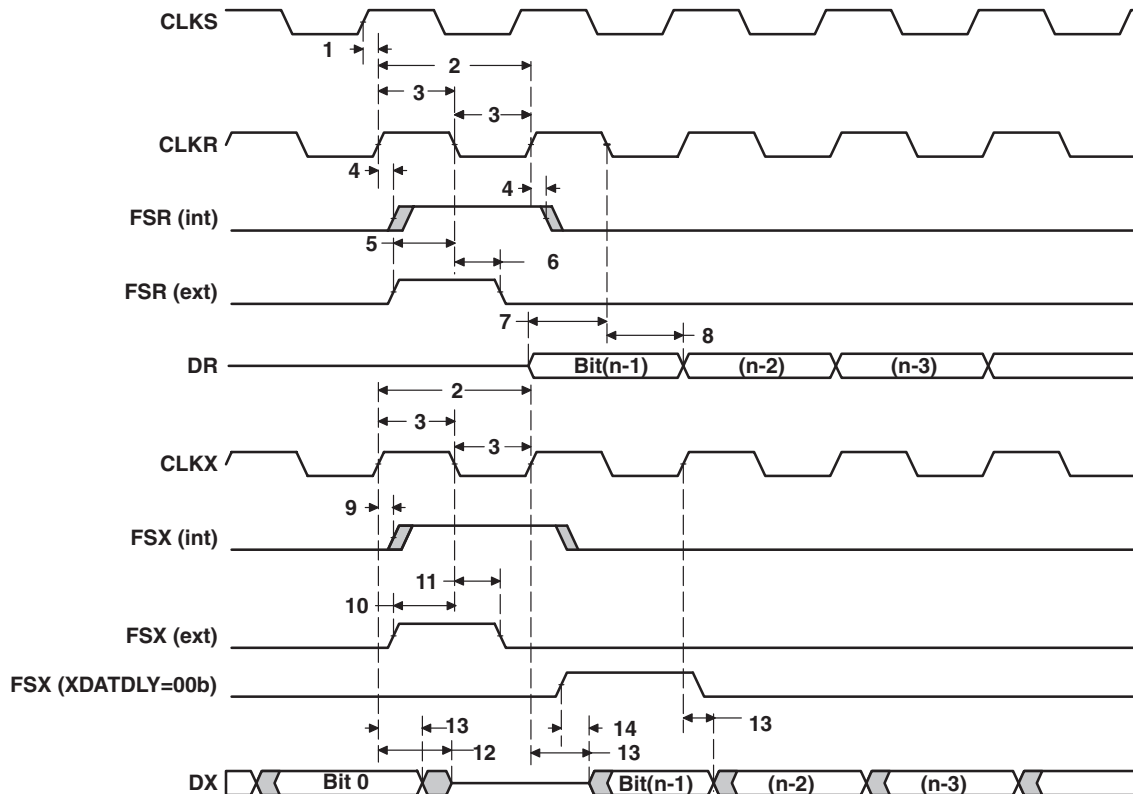 CLKS
1
2
3
3
CLKR
4
4
FSR (int)
5
6
FSR (ext)
7
8
DR Bit(n-1) (n-2) (n-3)
2
3
3
CLKX
9
FSX (int)
11
10
FSX (ext)
FSX (XDATDLY=00b)
13 14 13
12 13
DX Bit 0 Bit(n-1) (n-2) (n-3)